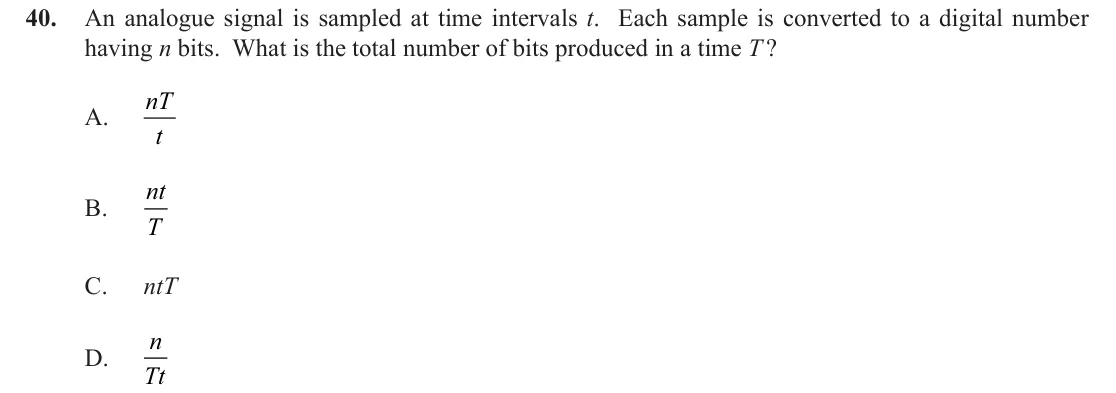 40. An analogue signal is sampled at time intervals t. Each sample is converted to a digital number
having n bits. What is the total number of bits produced in a time T?
A. nT
t
B. nt
T
C. ntT
D. n
Tt